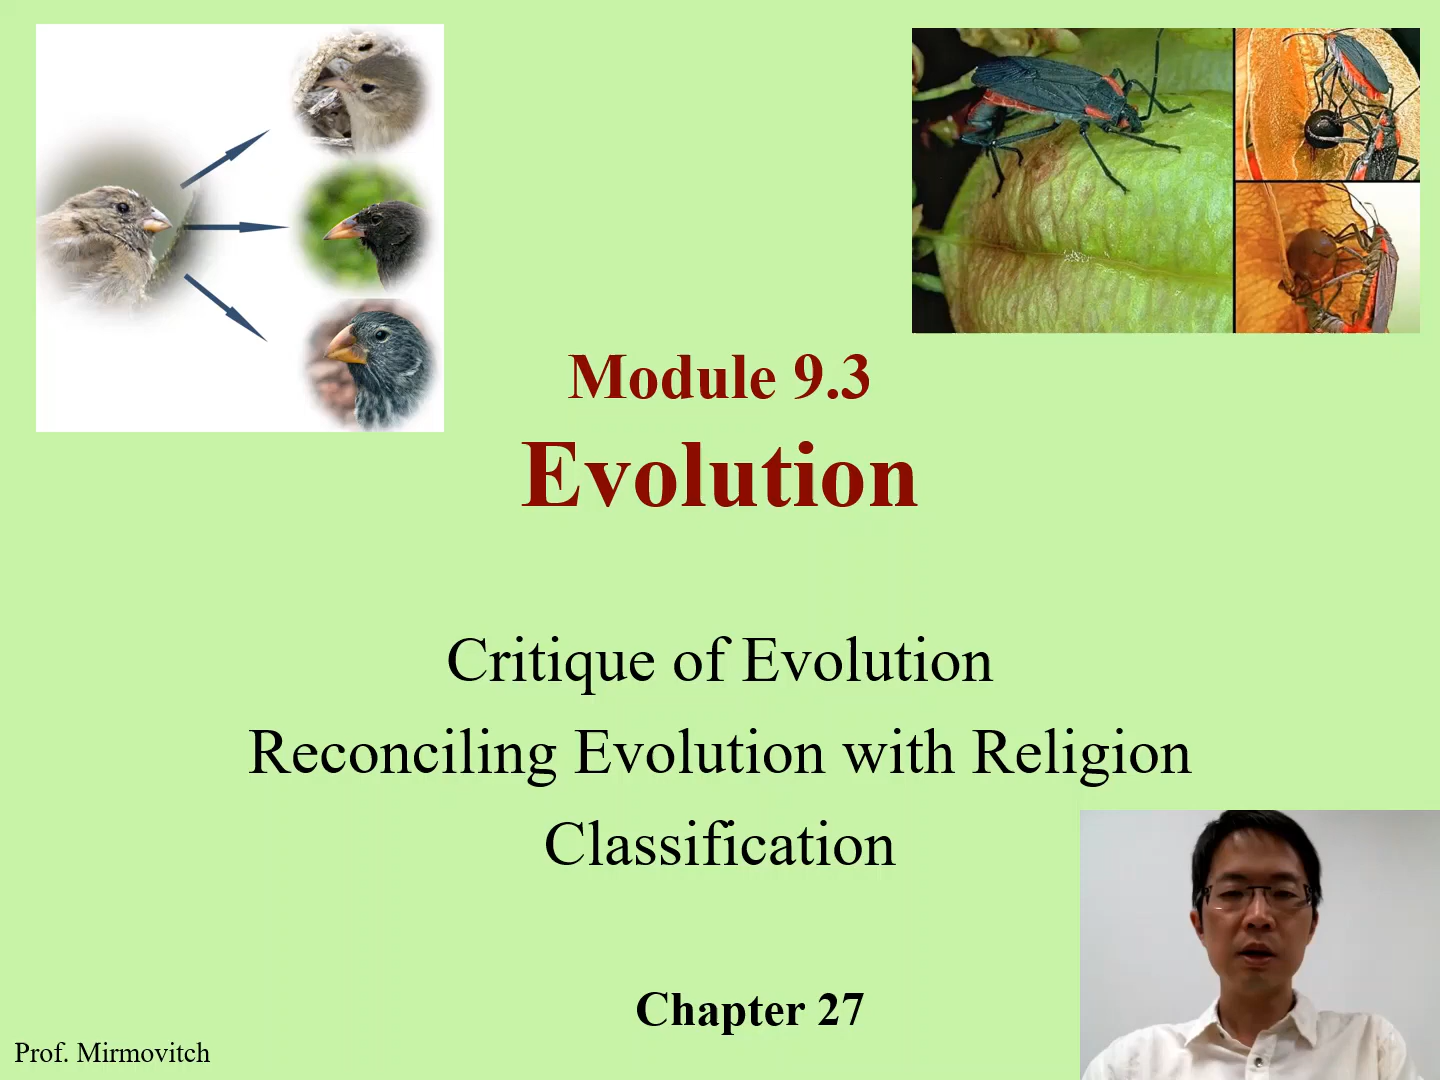 Module 9.3
Evolution
Critique of Evolution
Reconciling Evolution with Religion
Classification
Chapter 27
Prof. Mirmovitch